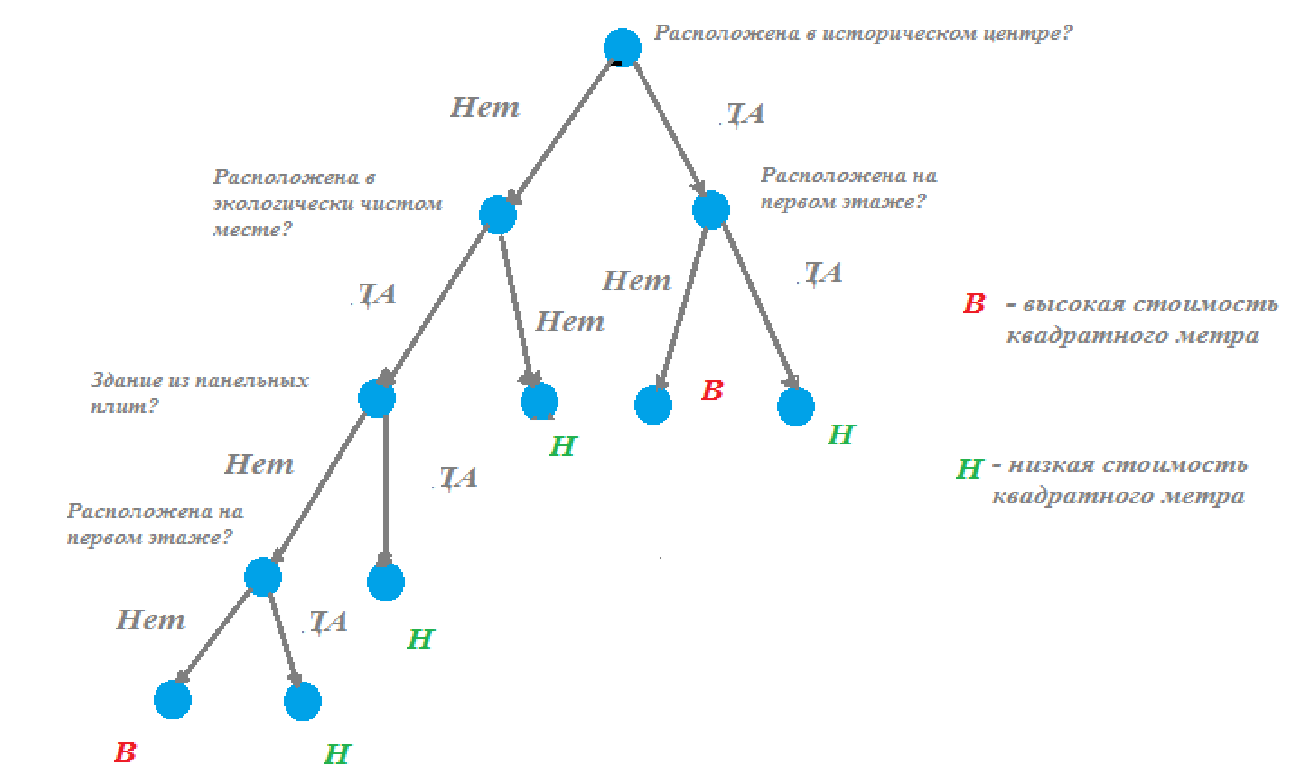 Расположена в историческом центре?
Нет
ДА
Расположена в
экологически чистом
месте?
Расположена на
первом этаже?
ДА
Нет
Нет
ДА
В - высокая стоимость
квадратного метра
Здание из панельных
плит?
В
Н
Н
Нет
ДА
Н - низкая стоимость
квадратного метра
Расположена на
первом этаже?
Нет
ДА
Н
В
Н